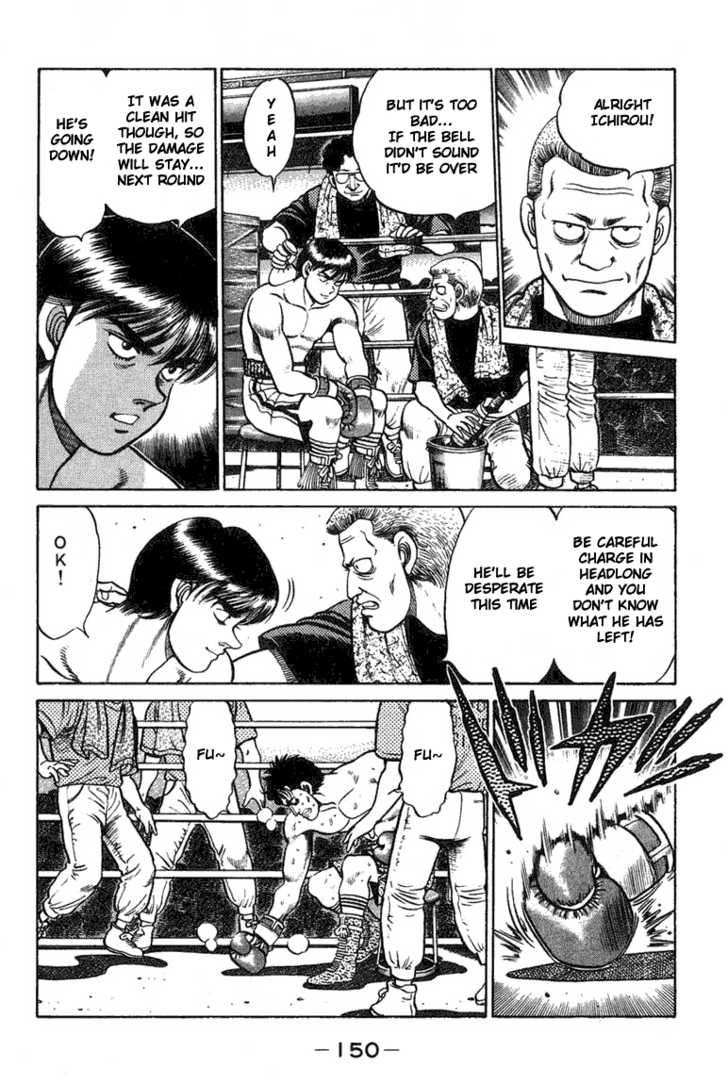 ALRIGHT
ICHIROU!
BUT IT'S TOO
BAD...
IF THE BELL
DIDN'T SOUND
IT'D BE OVER
YEAH
IT WAS A
CLEAN HIT
THOUGH, SO
THE DAMAGE
WILL STAY...
NEXT ROUND
HE'S
GOING
DOWN!
BE CAREFUL
CHARGE IN
HEADLONG
AND YOU
DON'T KNOW
WHAT HE HAS
LEFT!
HE'LL BE
DESPERATE
THIS TIME
OK!
FU~
FU~
—150—